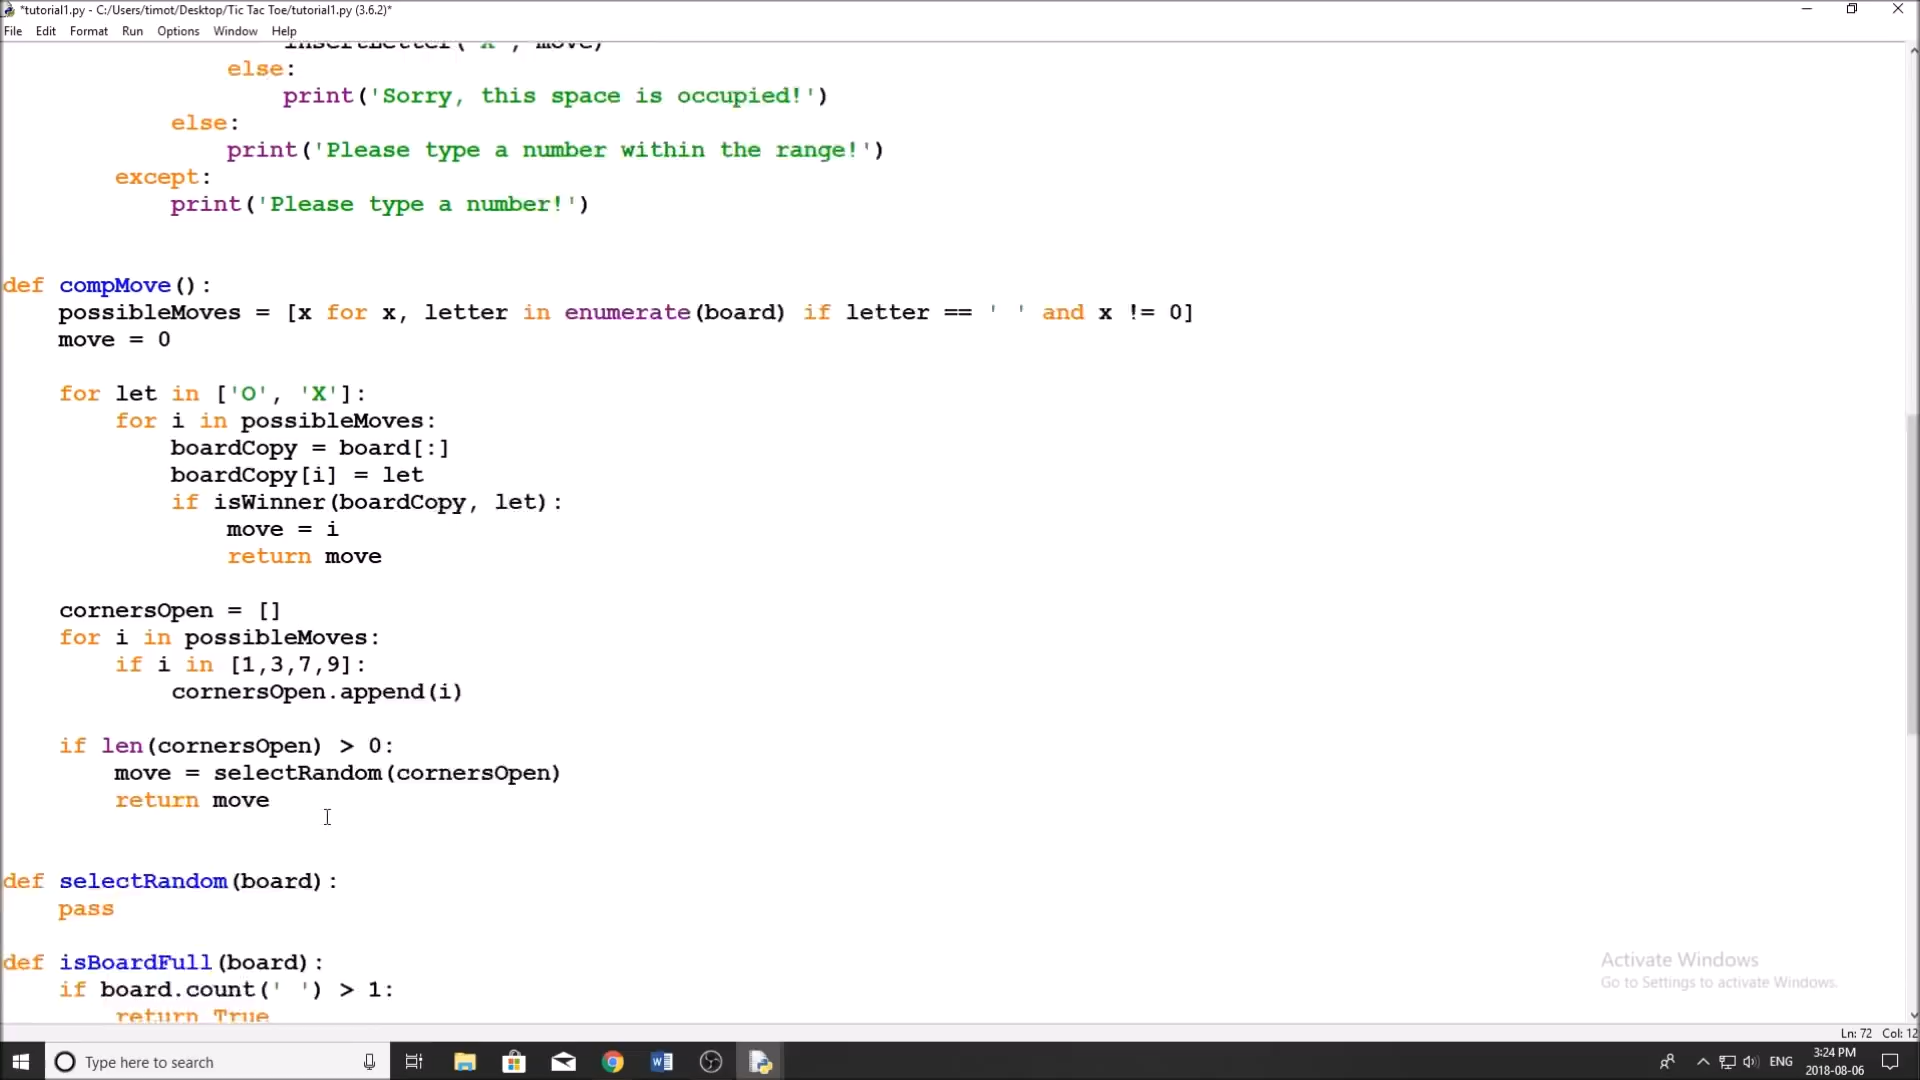 *tutorial1.py - C:/Users/timot/Desktop/Tic Tac Toe/tutorial1.py (3.6.2)*
File Edit Format Run Options Window Help
insertLetter('X', move)
else:
print('Sorry, this space is occupied!')
else:
print('Please type a number within the range!')
except:
print('Please type a number!')
def compMove():
possibleMoves = [x for x, letter in enumerate(board) if letter == ' ' and x != 0]
move = 0
for let in ['O', 'X']:
for i in possibleMoves:
boardCopy = board[:]
boardCopy[i] = let
if isWinner(boardCopy, let):
move = i
return move
cornersOpen = []
for i in possibleMoves:
if i in [1,3,7,9]:
cornersOpen.append(i)
if len(cornersOpen) > 0:
move = selectRandom(cornersOpen)
return move
def selectRandom(board):
pass
def isBoardFull(board):
if board.count(' ') > 1:
return True
Activate Windows
Go to Settings to activate Windows.
Ln: 72 Col: 12
Type here to search
ENG
3:24 PM
2018-08-06